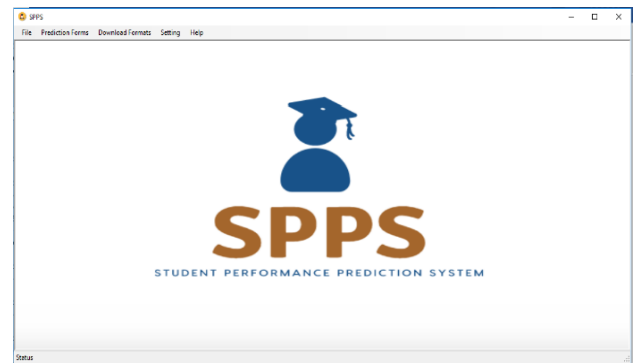 SPPS
File Prediction Forms Download Formats Setting Help
SPPS
STUDENT PERFORMANCE PREDICTION SYSTEM
Status